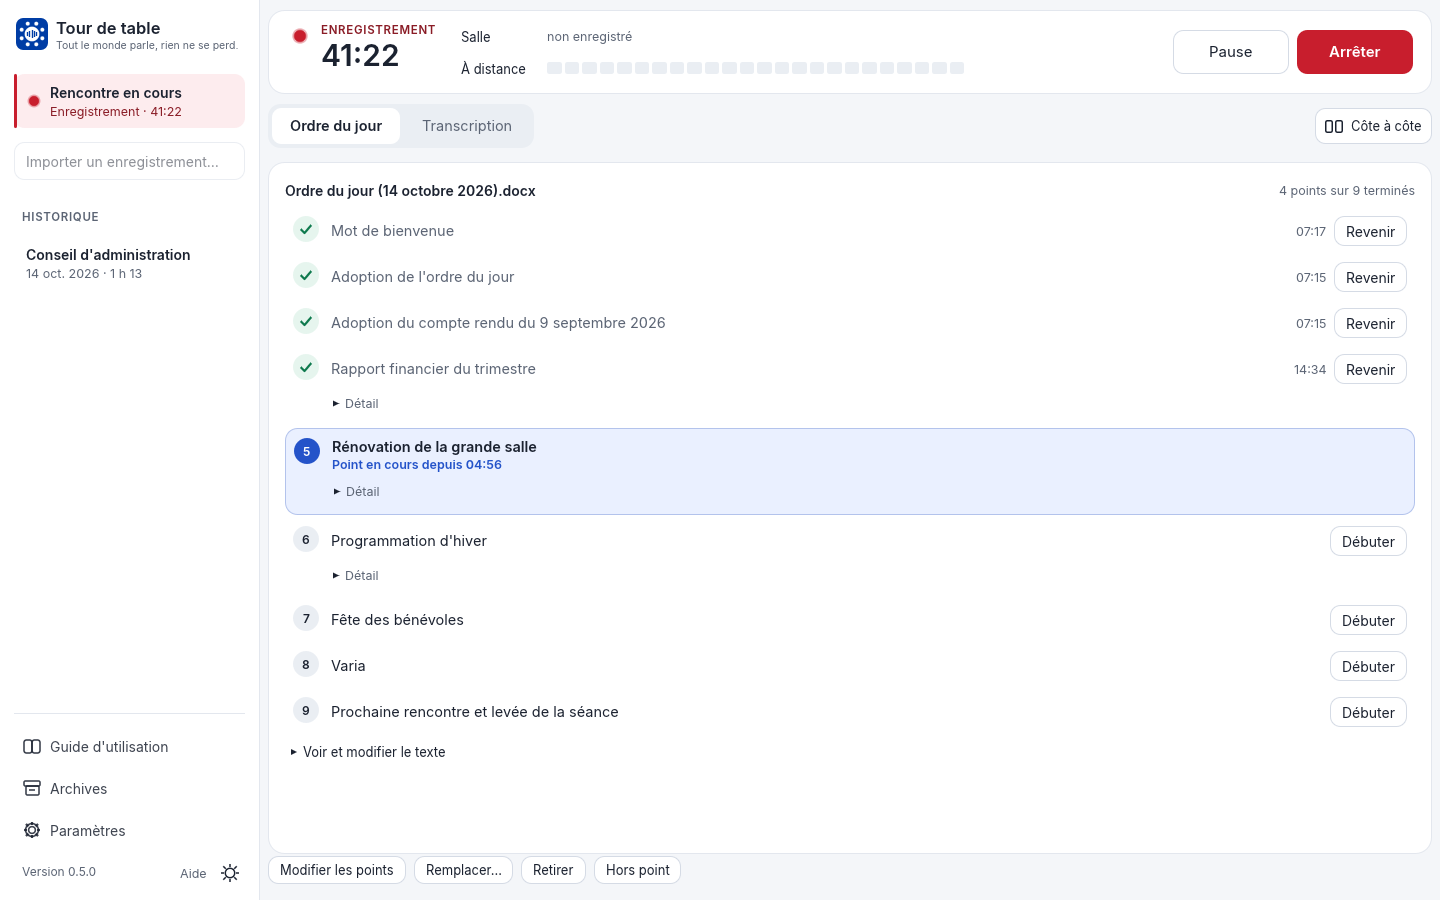 Tour de table
Tout le monde parle, rien ne se perd.
Rencontre en cours
Enregistrement · 41:22
Importer un enregistrement…
HISTORIQUE
Conseil d'administration
14 oct. 2026 · 1 h 13
Guide d'utilisation
Archives
Paramètres
Version 0.5.0
Aide
ENREGISTREMENT
41:22
Salle
non enregistré
À distance
Pause
Arrêter
Ordre du jour
Transcription
Côte à côte
Ordre du jour (14 octobre 2026).docx
4 points sur 9 terminés
Mot de bienvenue
07:17
Revenir
Adoption de l'ordre du jour
07:15
Revenir
Adoption du compte rendu du 9 septembre 2026
07:15
Revenir
Rapport financier du trimestre
14:34
Revenir
▸ Détail
5
Rénovation de la grande salle
Point en cours depuis 04:56
▸ Détail
6
Programmation d'hiver
Débuter
▸ Détail
7
Fête des bénévoles
Débuter
8
Varia
Débuter
9
Prochaine rencontre et levée de la séance
Débuter
▸ Voir et modifier le texte
Modifier les points
Remplacer…
Retirer
Hors point